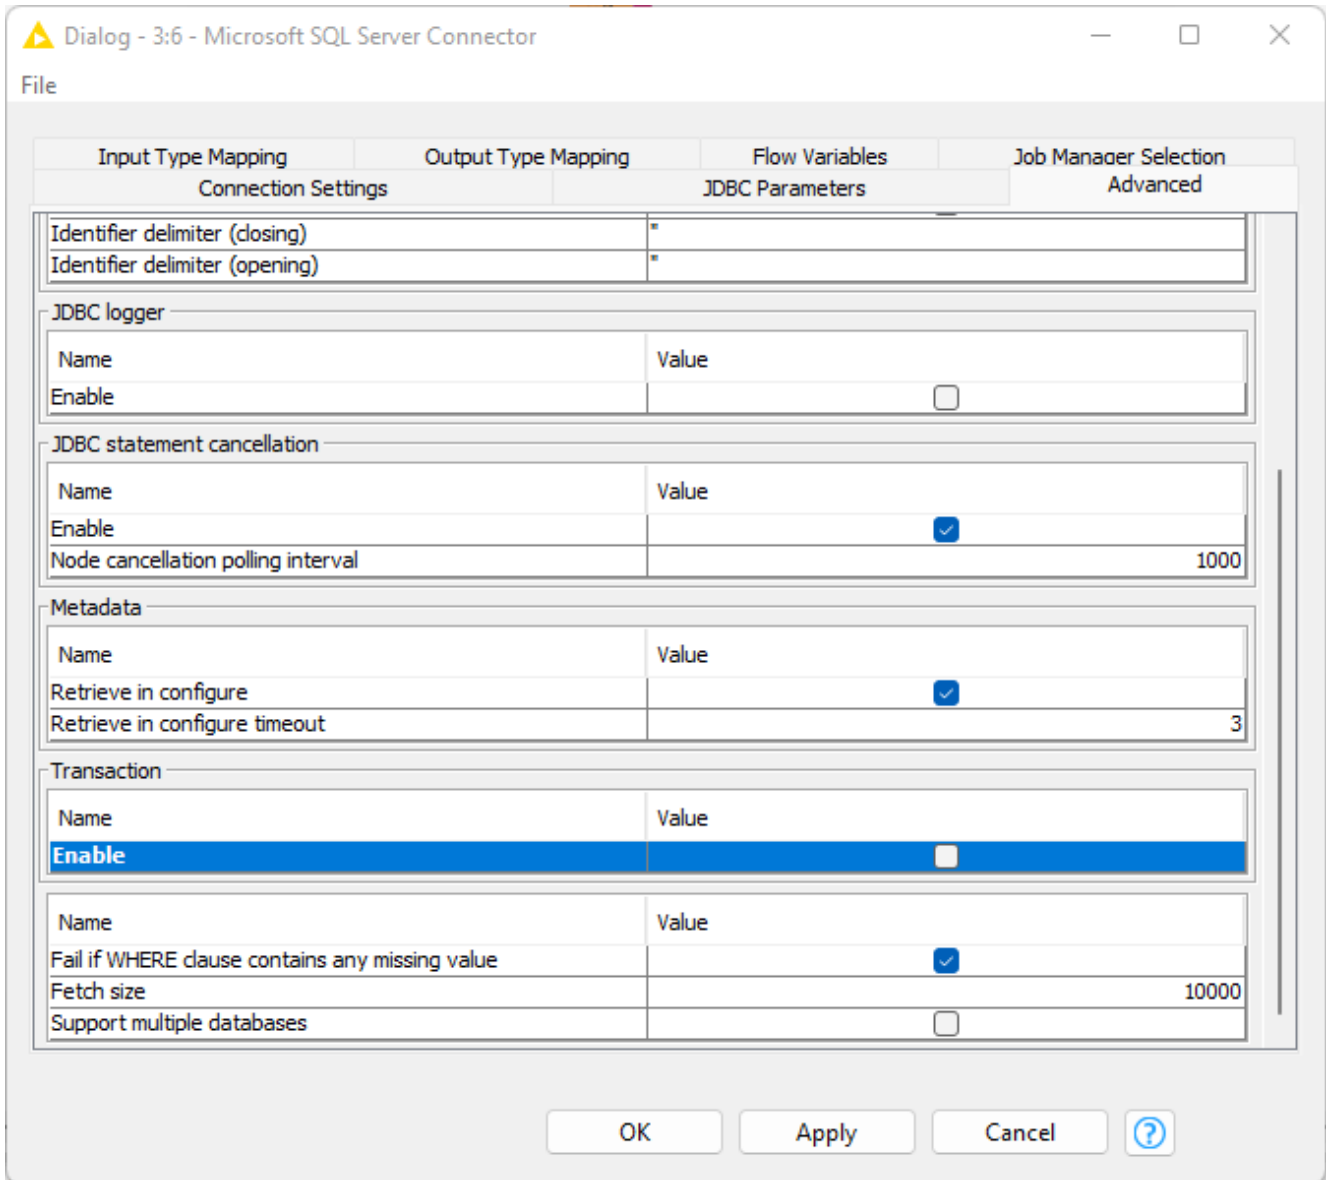 Dialog - 3:6 - Microsoft SQL Server Connector
File
Input Type Mapping Output Type Mapping Flow Variables Job Manager Selection
Connection Settings JDBC Parameters Advanced
Identifier delimiter (closing) "
Identifier delimiter (opening) "
JDBC logger
Name Value
Enable
JDBC statement cancellation
Name Value
Enable
Node cancellation polling interval 1000
Metadata
Name Value
Retrieve in configure
Retrieve in configure timeout 3
Transaction
Name Value
Enable
Name Value
Fail if WHERE clause contains any missing value
Fetch size 10000
Support multiple databases
OK Apply Cancel ?